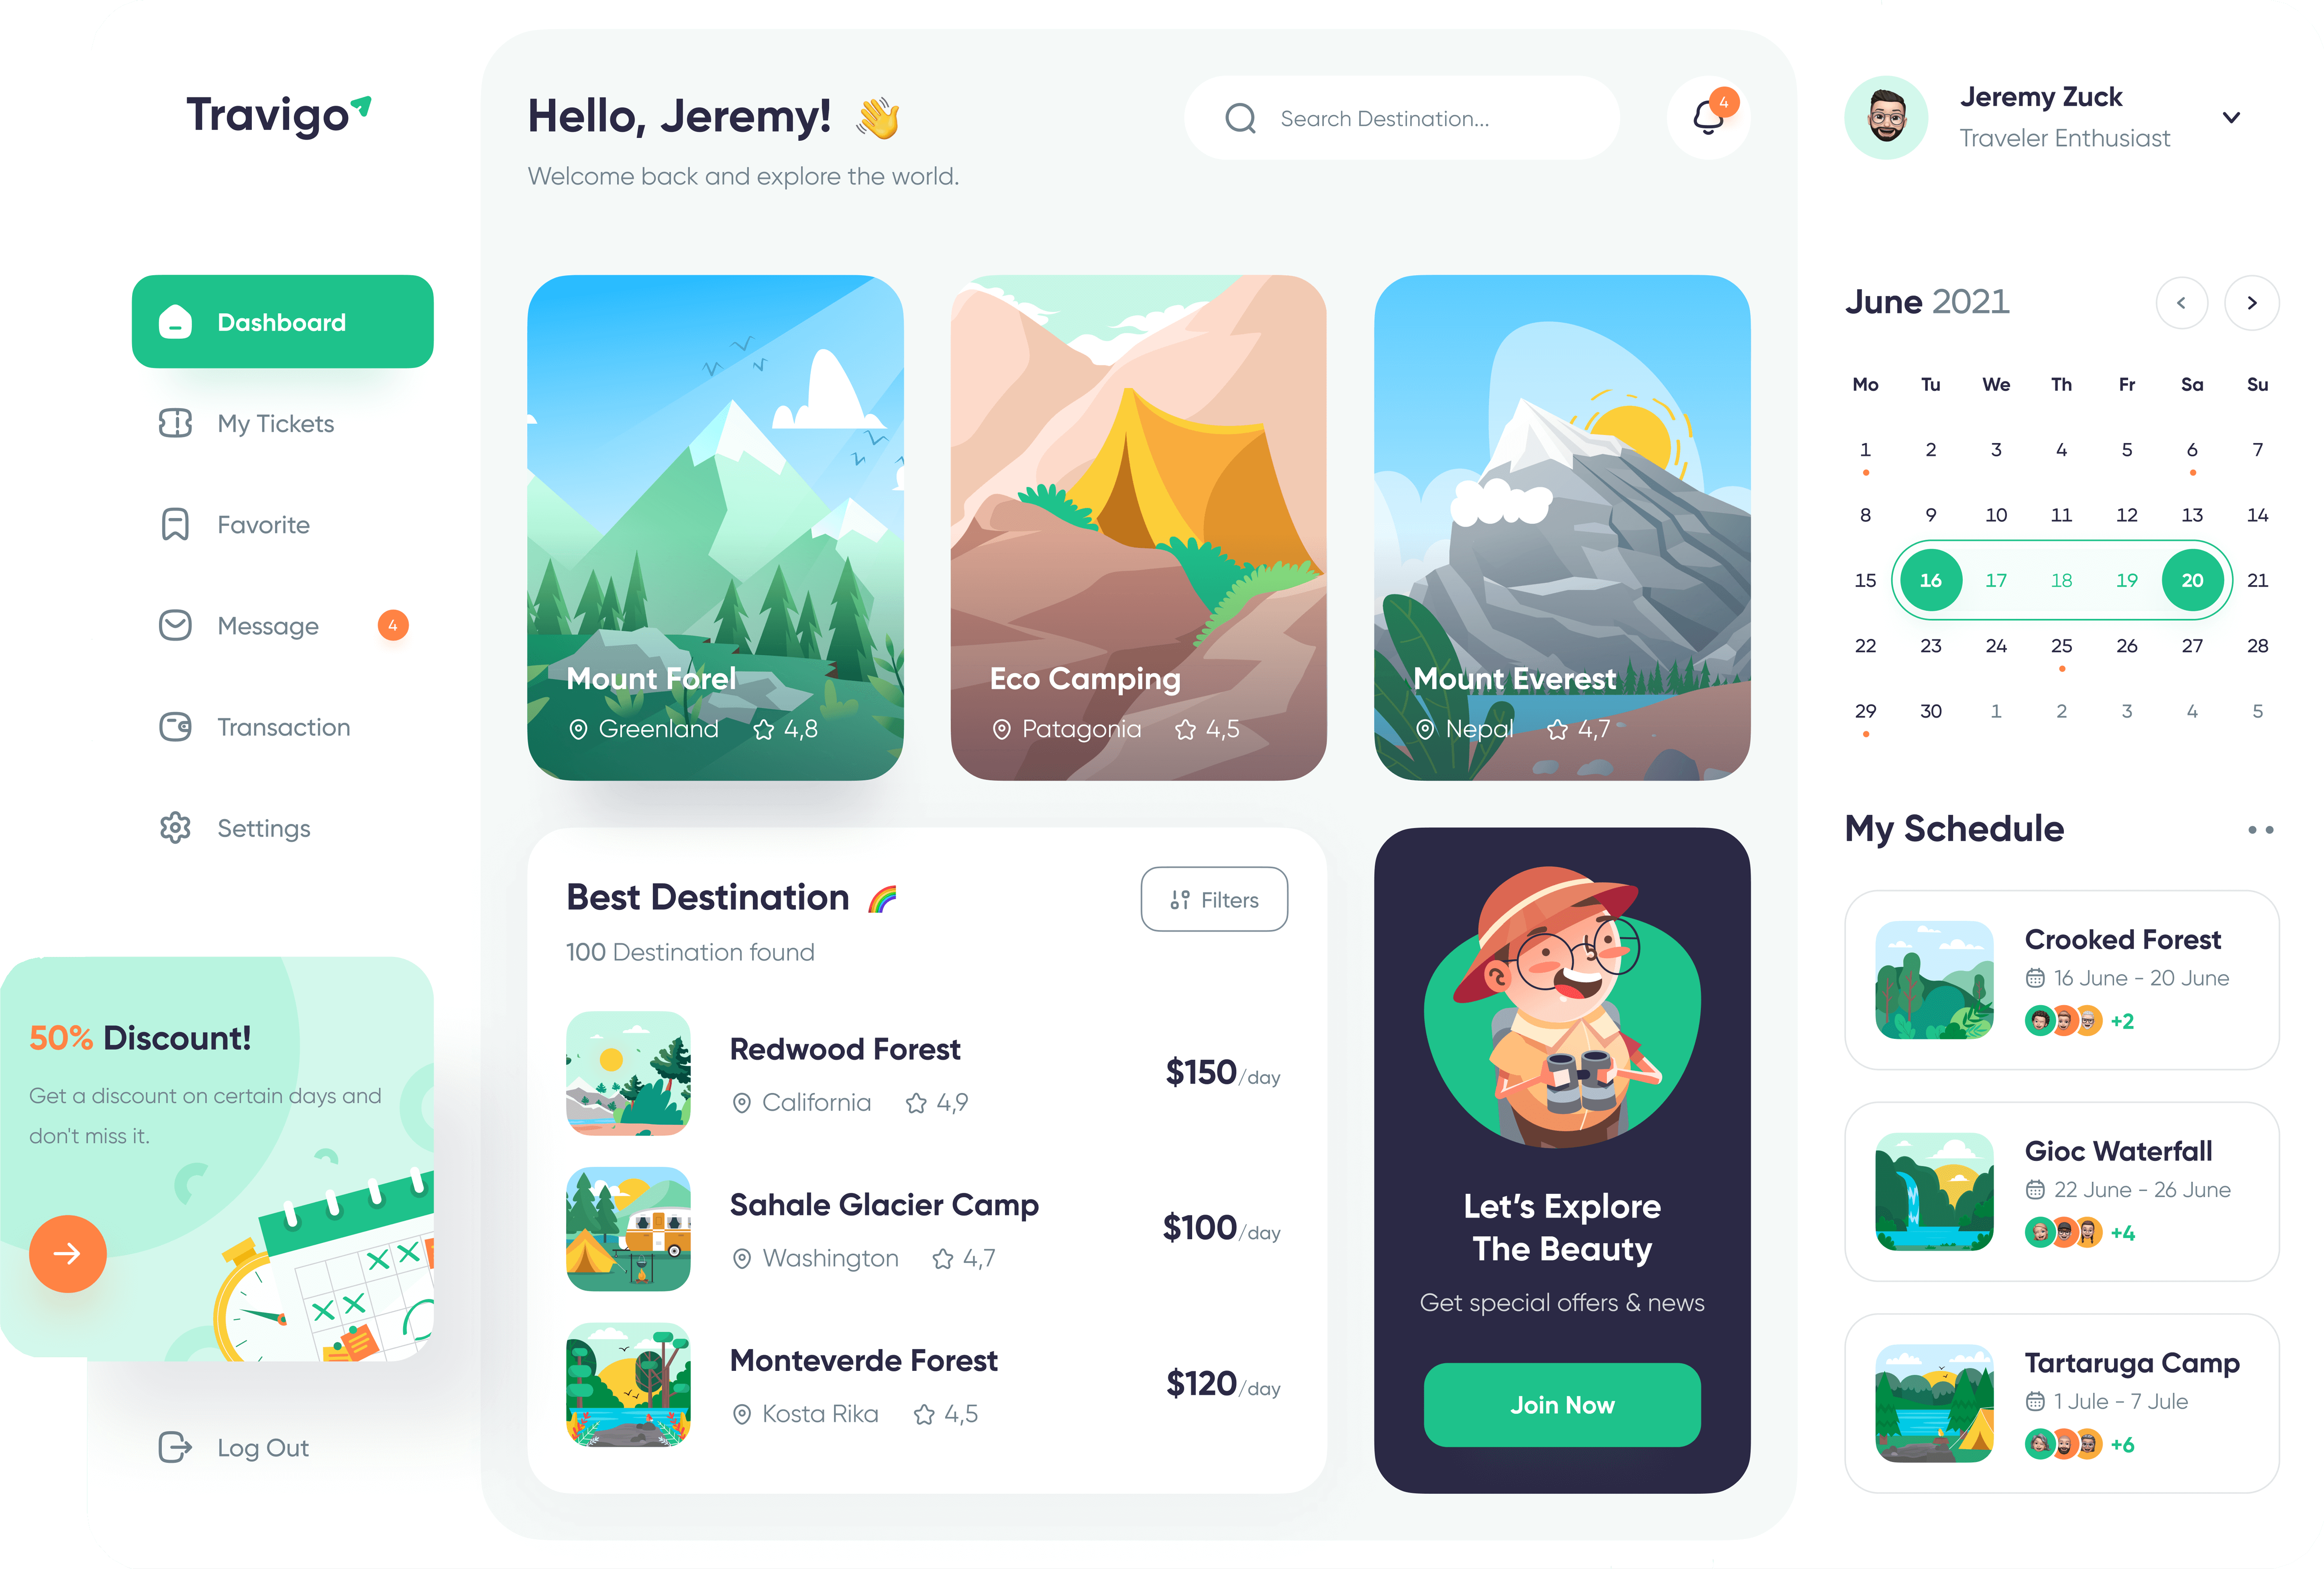 Travigo
Dashboard
My Tickets
Favorite
Message 4
Transaction
Settings
50% Discount!
Get a discount on certain days and
don't miss it.
Log Out
Hello, Jeremy! 👋
Welcome back and explore the world.
Search Destination...
4
Mount Forel
Greenland 4,8
Eco Camping
Patagonia 4,5
Mount Everest
Nepal 4,7
Best Destination 🌈
100 Destination found
Filters
Redwood Forest
California 4,9
$150/day
Sahale Glacier Camp
Washington 4,7
$100/day
Monteverde Forest
Kosta Rika 4,5
$120/day
Let’s Explore
The Beauty
Get special offers & news
Join Now
Jeremy Zuck
Traveler Enthusiast
June 2021
Mo Tu We Th Fr Sa Su
1 2 3 4 5 6 7
8 9 10 11 12 13 14
15 16 17 18 19 20 21
22 23 24 25 26 27 28
29 30 1 2 3 4 5
My Schedule
Crooked Forest
16 June - 20 June
+2
Gioc Waterfall
22 June - 26 June
+4
Tartaruga Camp
1 Jule - 7 Jule
+6